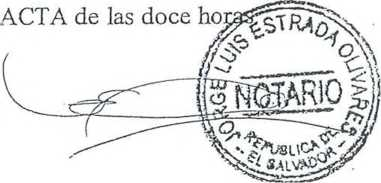 ACTA de las doce horas
JORGE LUIS ESTRADA OLIVARES
NOTARIO
REPUBLICA DE
EL SALVADOR